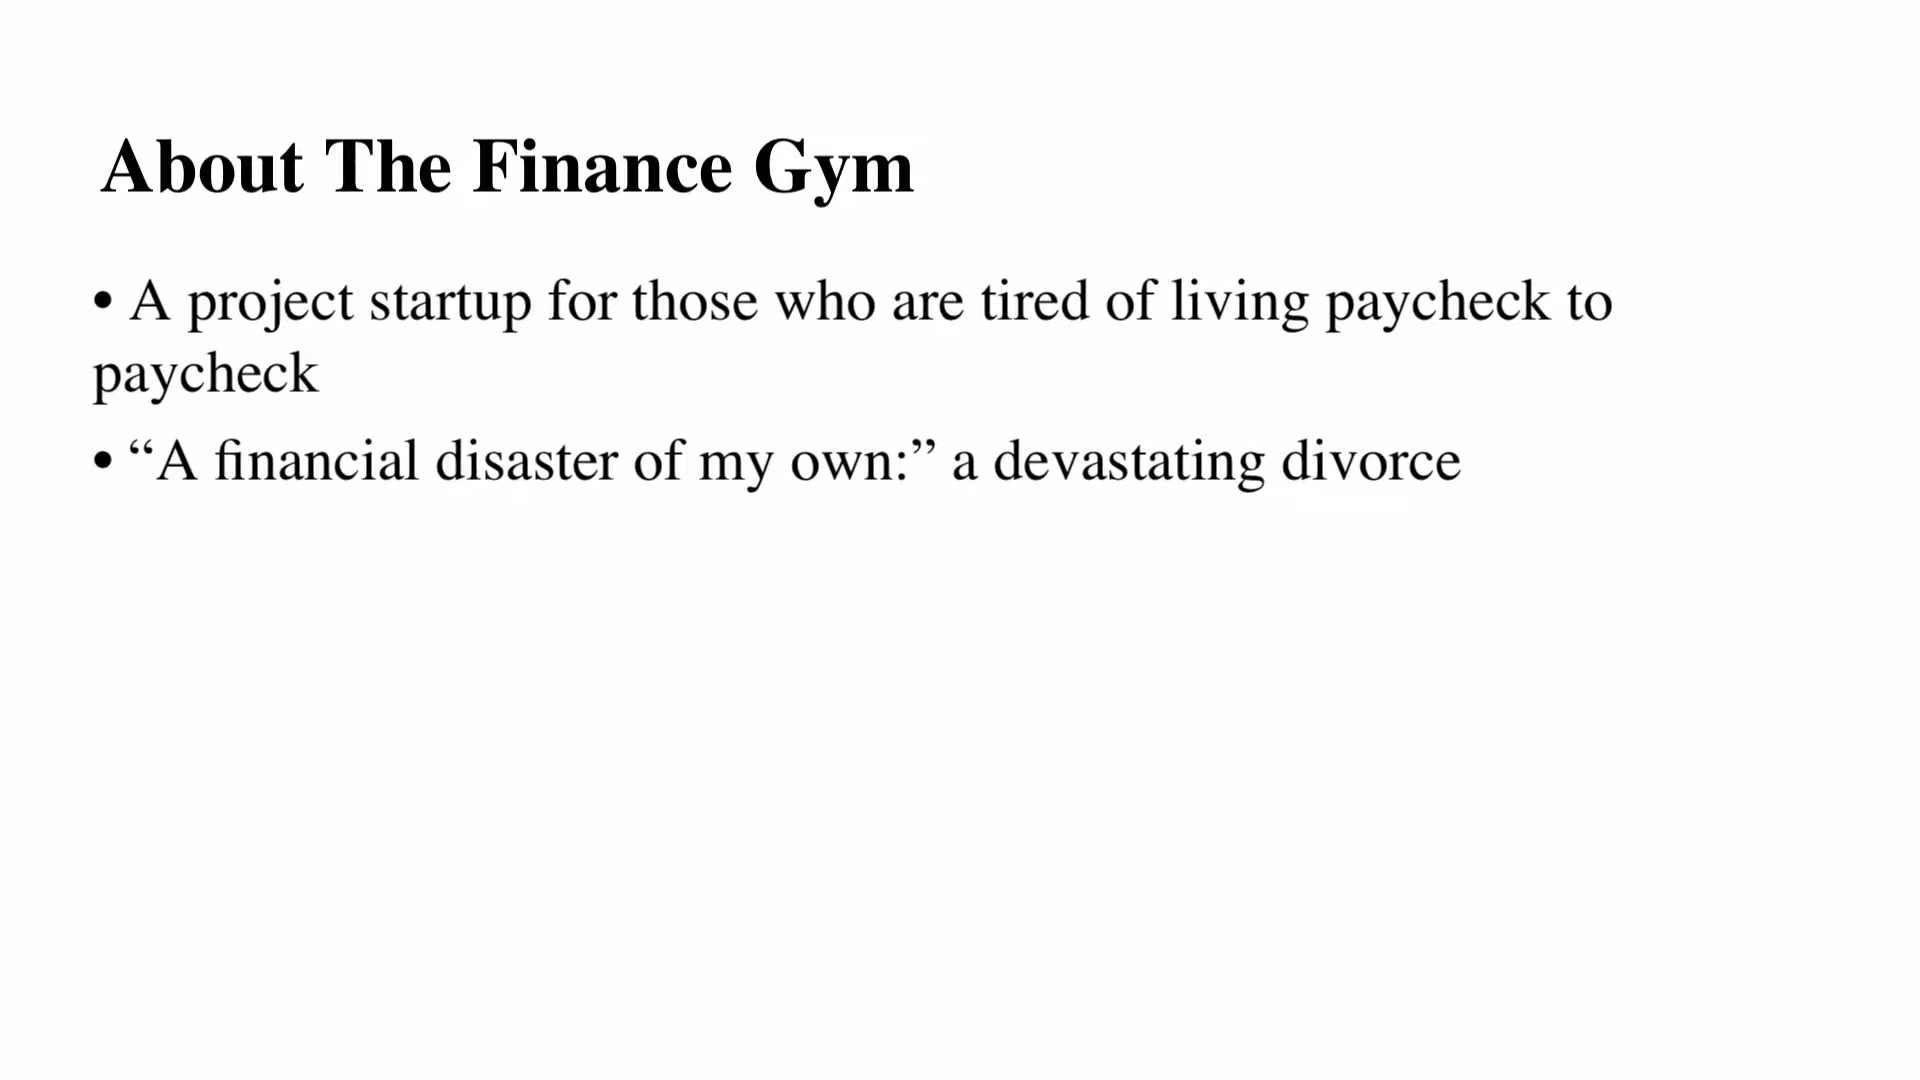 About The Finance Gym
• A project startup for those who are tired of living paycheck to
paycheck
• “A financial disaster of my own:” a devastating divorce